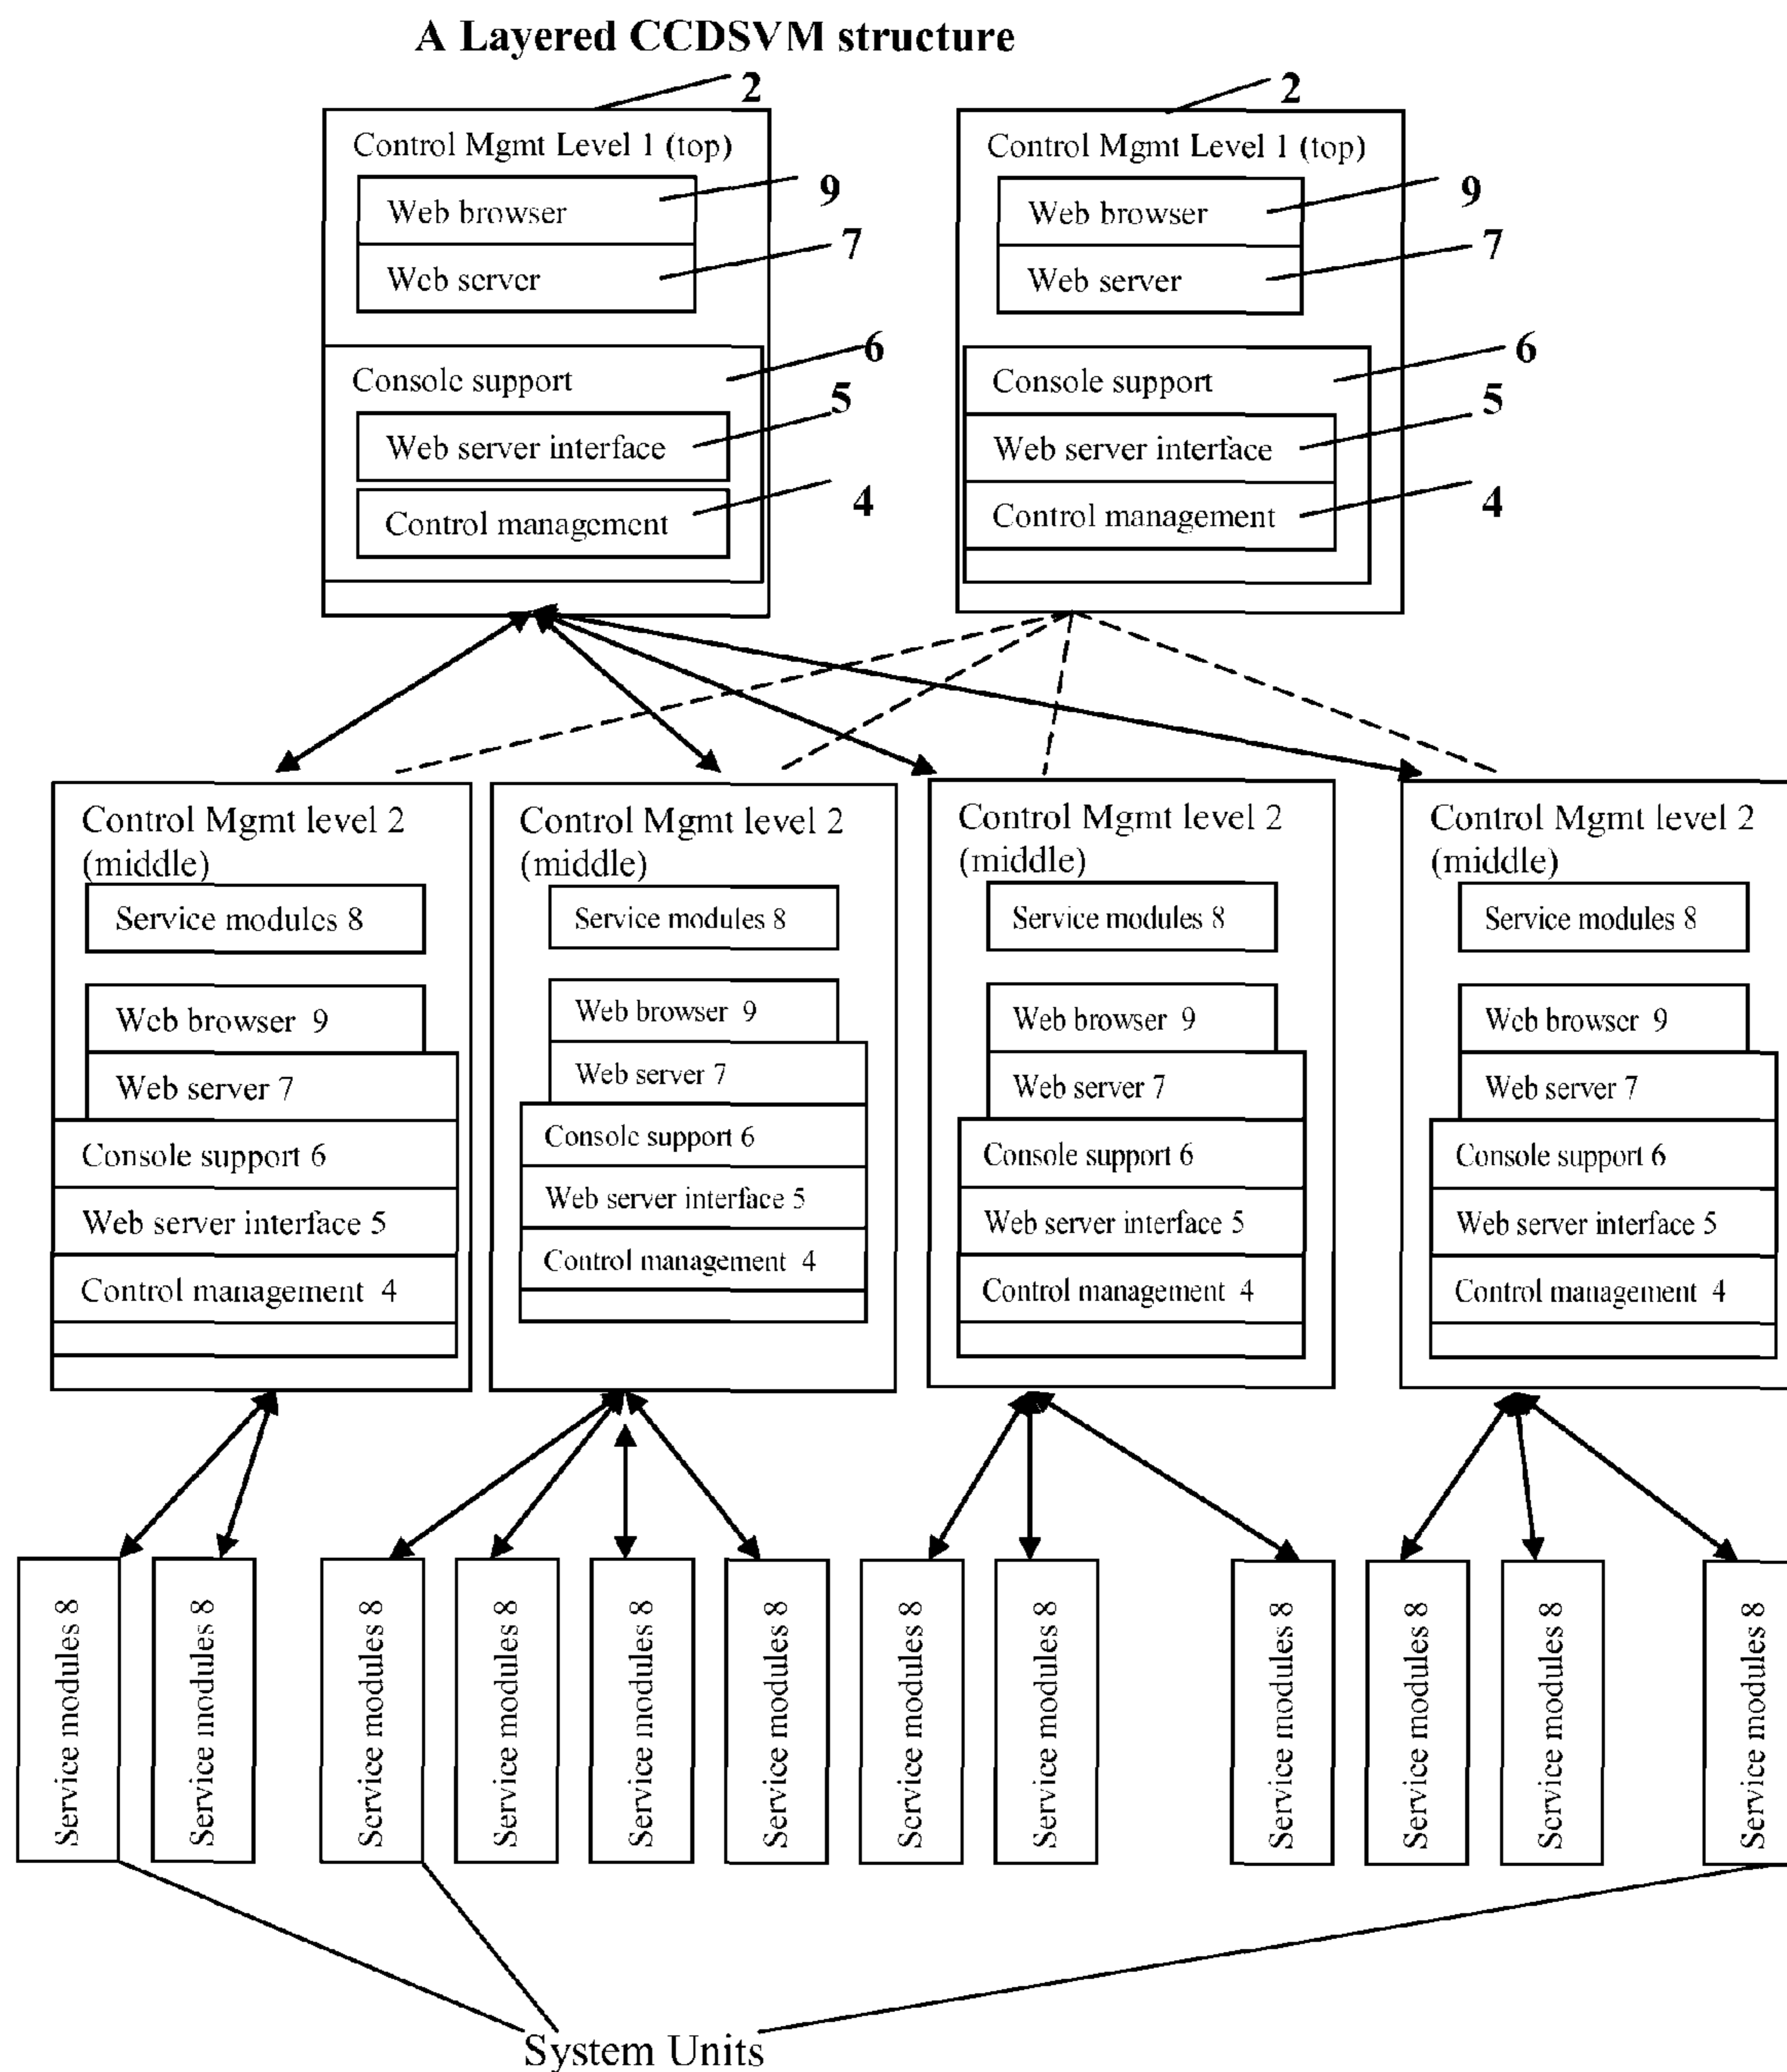 A Layered CCDSVM structure
2
Control Mgmt Level 1 (top)
Web browser
9
Web server
7
Console support
6
Web server interface
5
Control management
4
2
Control Mgmt Level 1 (top)
Web browser
9
Web server
7
Console support
6
Web server interface
5
Control management
4
Control Mgmt level 2
(middle)
Service modules 8
Web browser 9
Web server 7
Console support 6
Web server interface 5
Control management 4
Control Mgmt level 2
(middle)
Service modules 8
Web browser 9
Web server 7
Console support 6
Web server interface 5
Control management 4
Control Mgmt level 2
(middle)
Service modules 8
Web browser 9
Web server 7
Console support 6
Web server interface 5
Control management 4
Control Mgmt level 2
(middle)
Service modules 8
Web browser 9
Web server 7
Console support 6
Web server interface 5
Control management 4
Service modules 8
Service modules 8
Service modules 8
Service modules 8
Service modules 8
Service modules 8
Service modules 8
Service modules 8
Service modules 8
Service modules 8
Service modules 8
Service modules 8
System Units